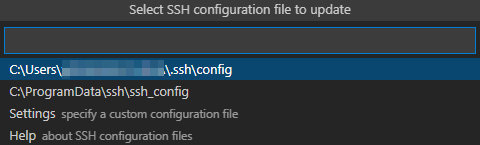 Select SSH configuration file to update
C:\Users\ .\.ssh\config
C:\ProgramData\ssh\ssh_config
Settings specify a custom configuration file
Help about SSH configuration files